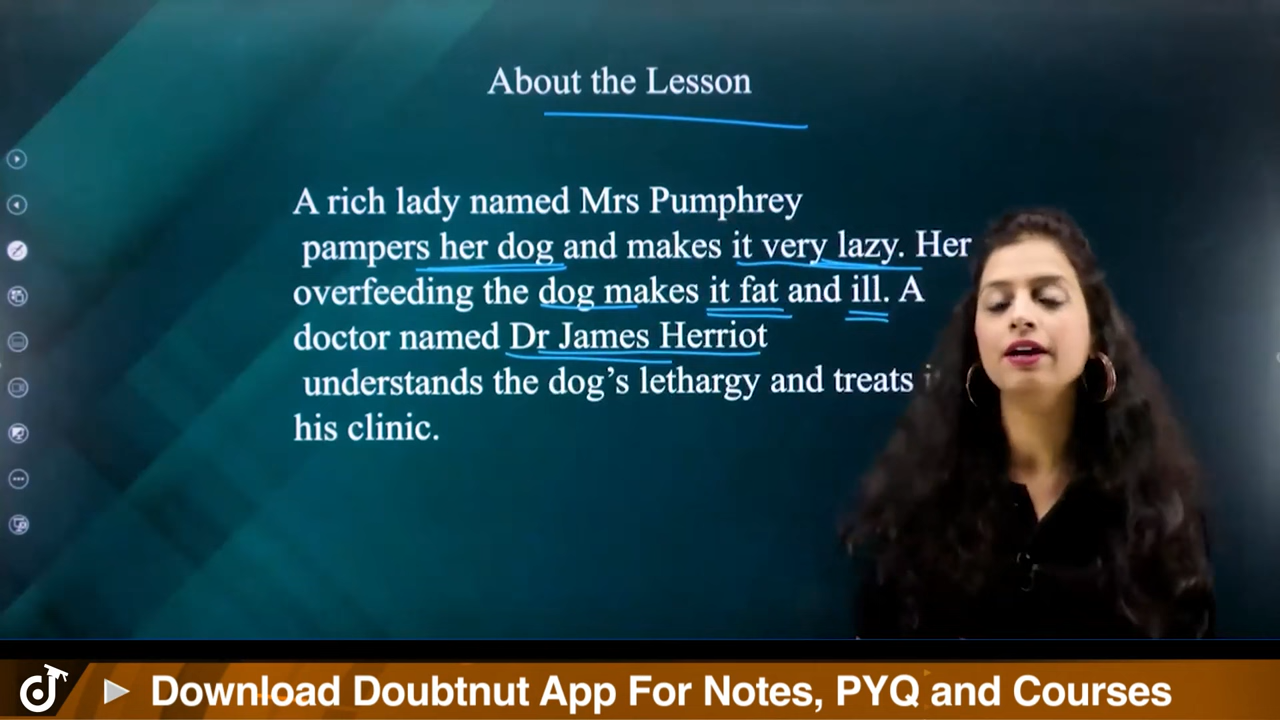 About the Lesson
A rich lady named Mrs Pumphrey
pampers her dog and makes it very lazy. Her
overfeeding the dog makes it fat and ill. A
doctor named Dr James Herriot
understands the dog’s lethargy and treats
his clinic.
Download Doubtnut App For Notes, PYQ and Courses